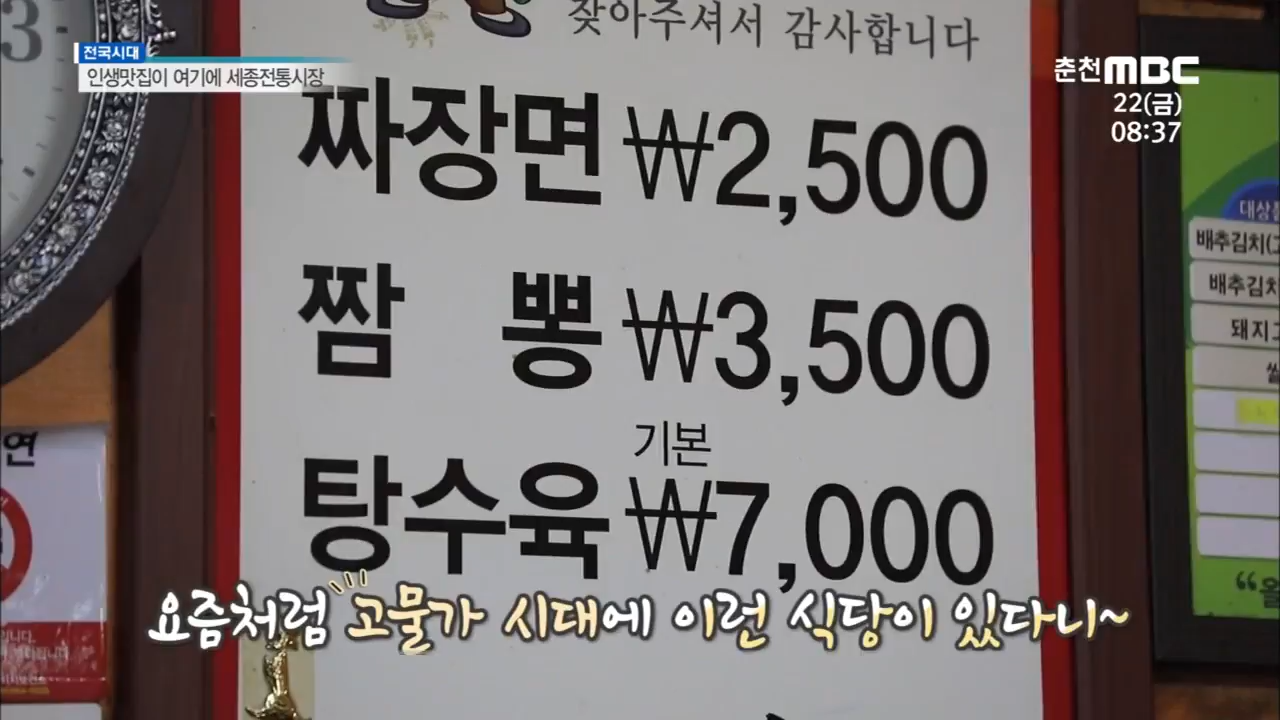 찾아주셔서 감사합니다
전국시대
인생맛집이 여기에 세종전통시장
춘천MBC
22(금)
08:37
3
짜장면 ₩2,500
짬 뽕 ₩3,500
기본
탕수육 ₩7,000
배추김치
배추김치
연
요즘처럼 고물가 시대에 이런 식당이 있다니~